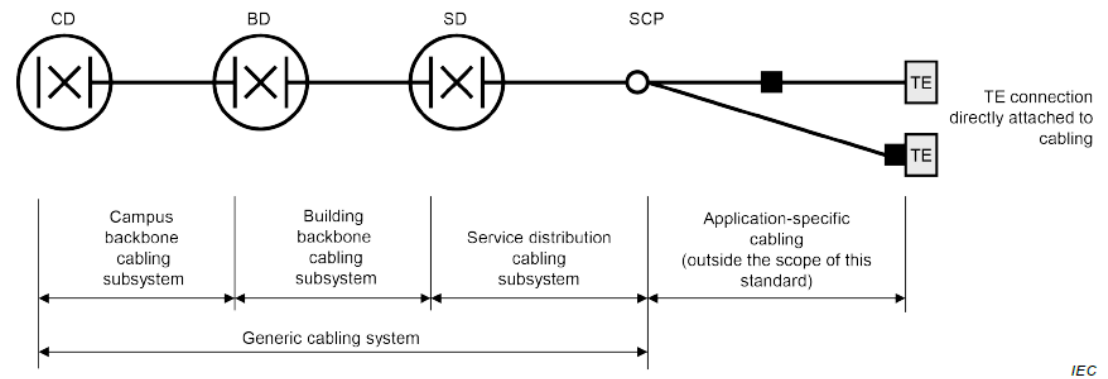 CD
BD
SD
SCP
TE
TE connection
directly attached to
cabling
TE
Campus
backbone
cabling
subsystem
Building
backbone
cabling
subsystem
Service distribution
cabling
subsystem
Application-specific
cabling
(outside the scope of this
standard)
Generic cabling system
IEC